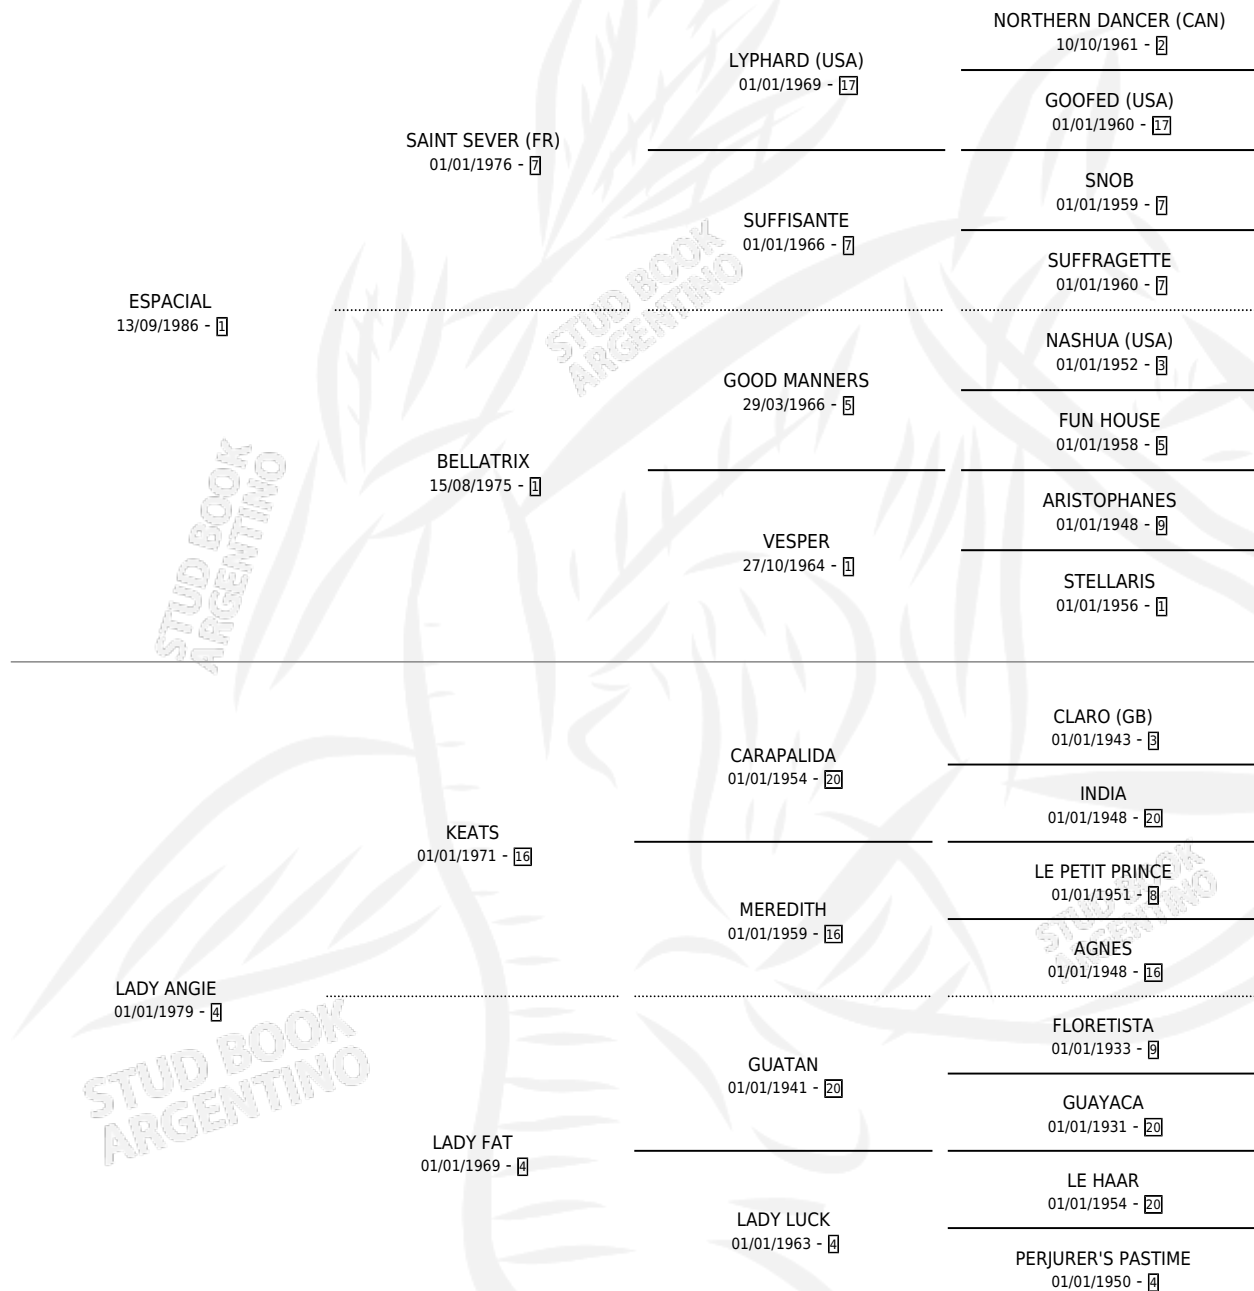 NORTHERN DANCER (CAN)
10/10/1961 - 2
LYPHARD (USA)
01/01/1969 - 17
GOOFED (USA)
01/01/1960 - 17
SAINT SEVER (FR)
01/01/1976 - 7
SNOB
01/01/1959 - 7
SUFFISANTE
01/01/1966 - 7
SUFFRAGETTE
01/01/1960 - 7
ESPACIAL
13/09/1986 - 1
STUD BOOK
ARGENTINO
NASHUA (USA)
01/01/1952 - 3
GOOD MANNERS
29/03/1966 - 5
FUN HOUSE
01/01/1958 - 5
BELLATRIX
15/08/1975 - 1
ARISTOPHANES
01/01/1948 - 9
VESPER
27/10/1964 - 1
STELLARIS
01/01/1956 - 1
STUD BOOK
ARGENTINO
CLARO (GB)
01/01/1943 - 3
CARAPALIDA
01/01/1954 - 20
INDIA
01/01/1948 - 20
KEATS
01/01/1971 - 16
LE PETIT PRINCE
01/01/1951 - 8
MEREDITH
01/01/1959 - 16
AGNES
01/01/1948 - 16
STUD BOOK
ARGENTINO
LADY ANGIE
01/01/1979 - 4
FLORETISTA
01/01/1933 - 9
GUATAN
01/01/1941 - 20
GUAYACA
01/01/1931 - 20
STUD BOOK
ARGENTINO
LADY FAT
01/01/1969 - 4
LE HAAR
01/01/1954 - 20
LADY LUCK
01/01/1963 - 4
PERJURER'S PASTIME
01/01/1950 - 4